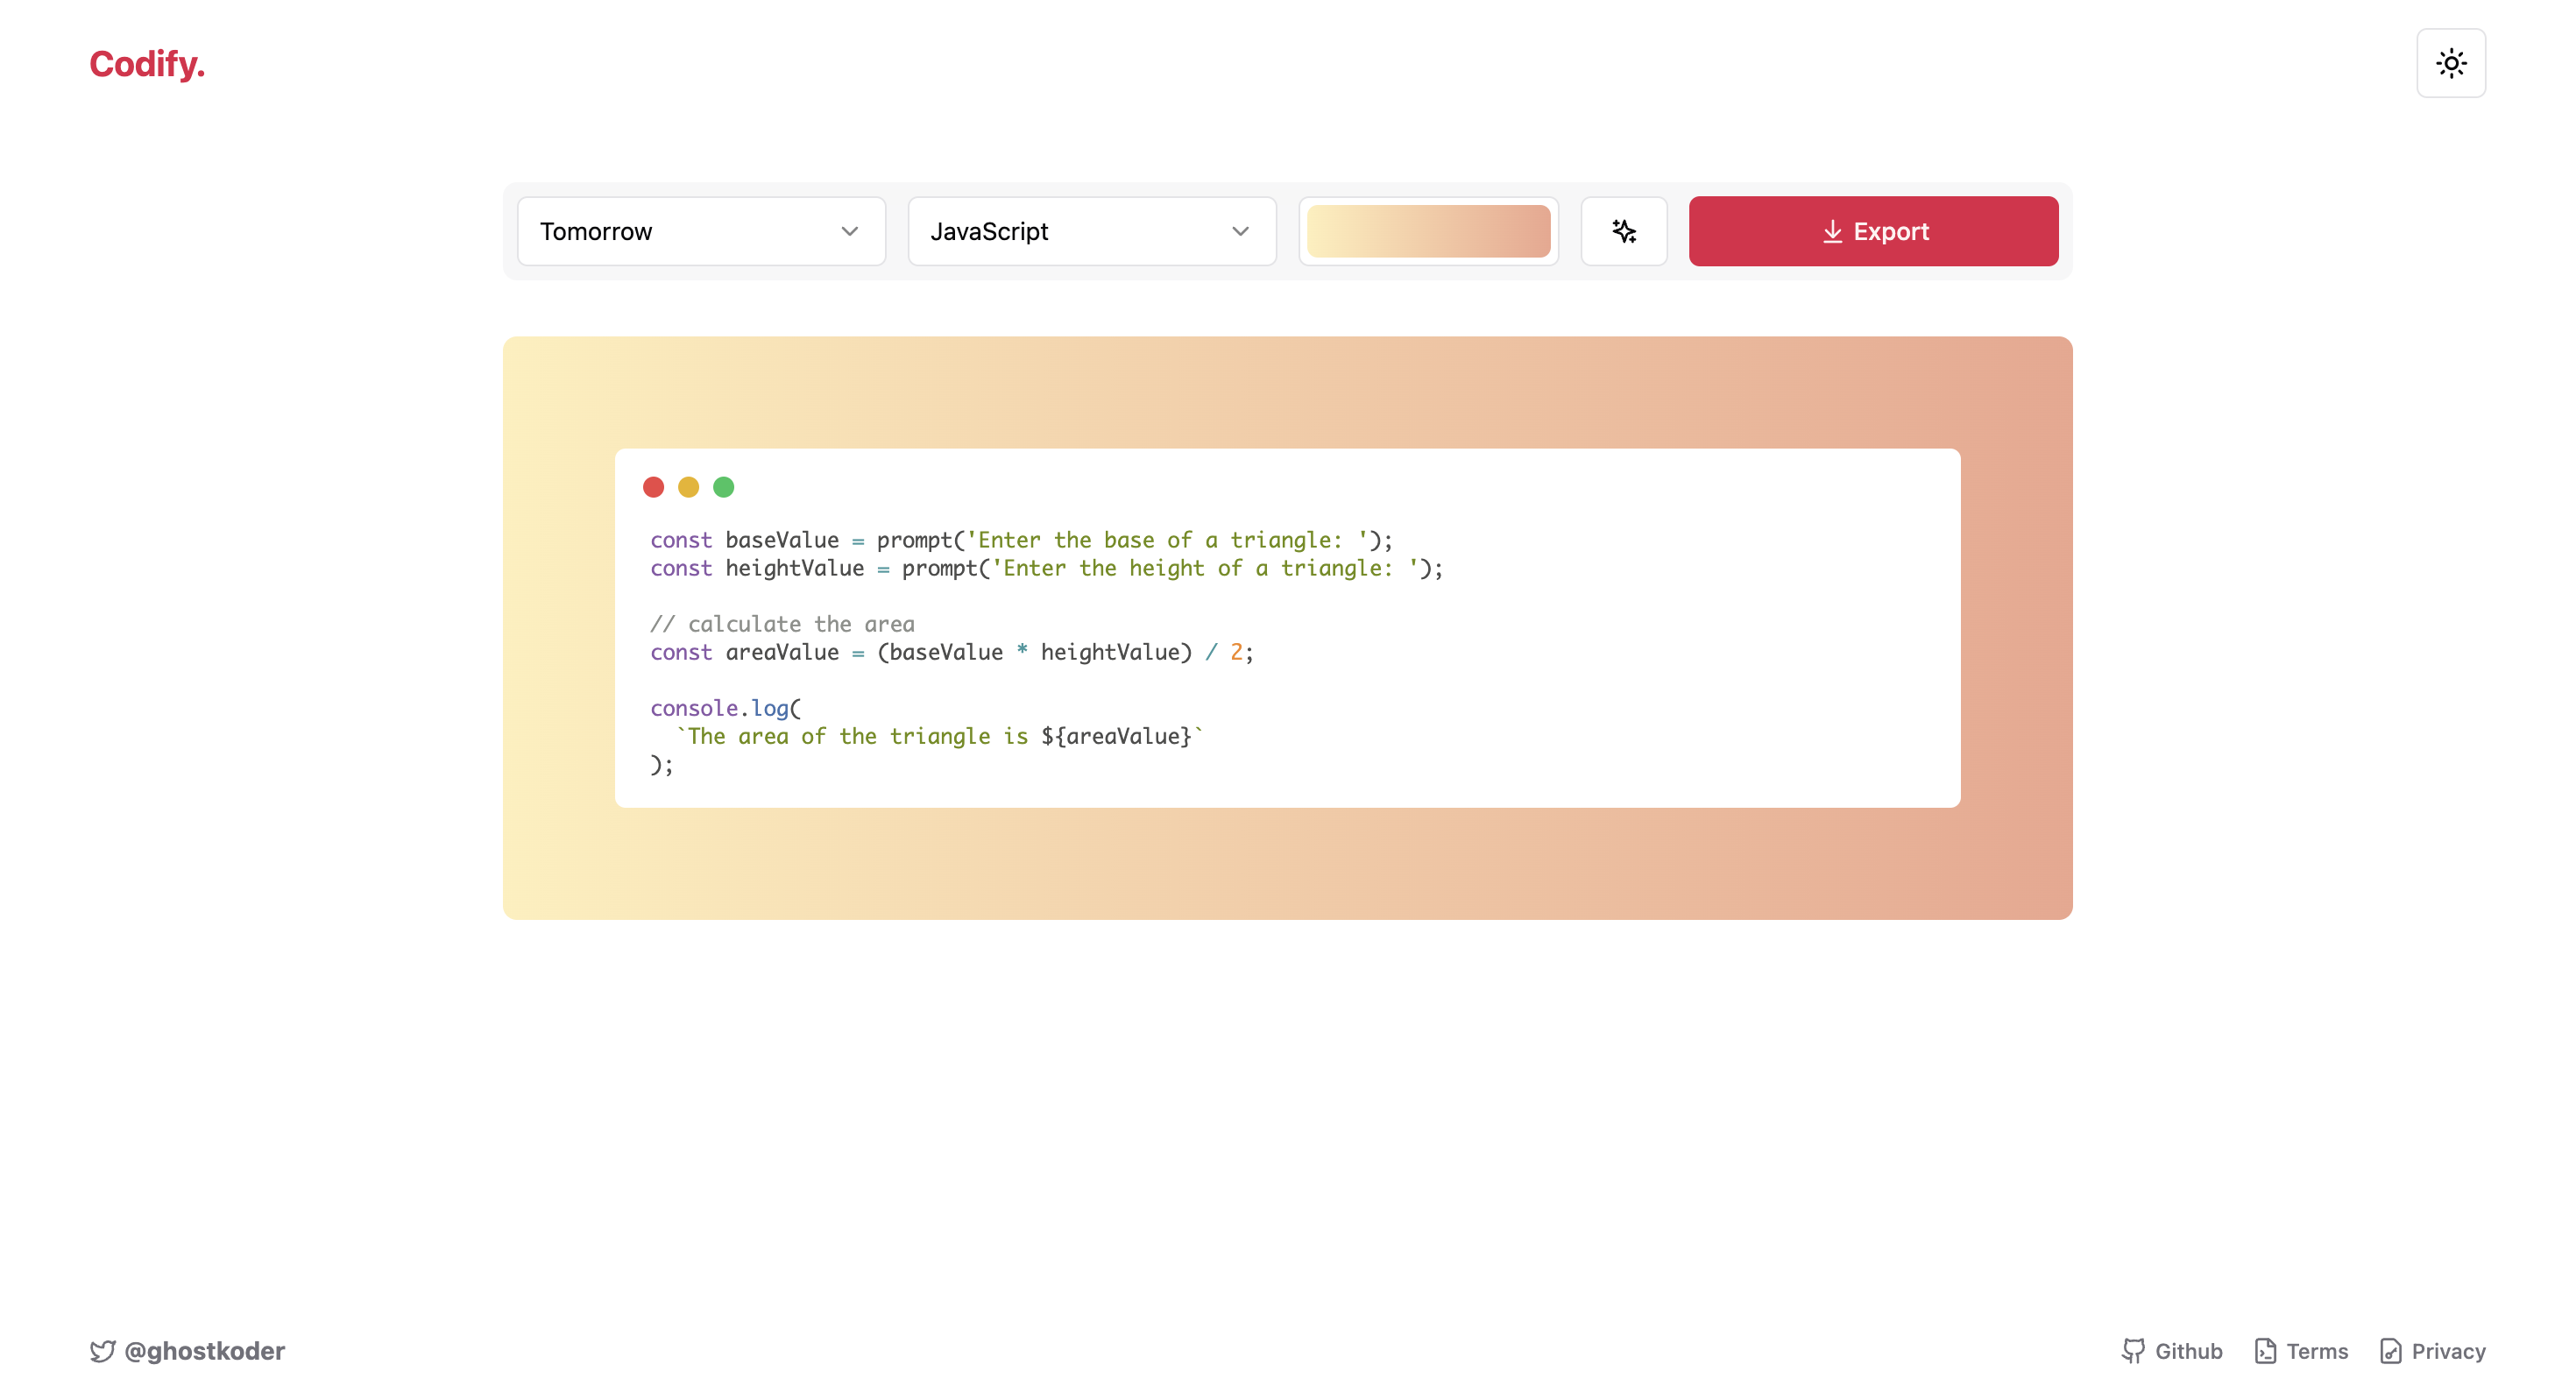 Codify.
Tomorrow
JavaScript
Export
const baseValue = prompt('Enter the base of a triangle: ');
const heightValue = prompt('Enter the height of a triangle: ');
// calculate the area
const areaValue = (baseValue * heightValue) / 2;
console.log(
  `The area of the triangle is ${areaValue}`
);
@ghostkoder
Github
Terms
Privacy